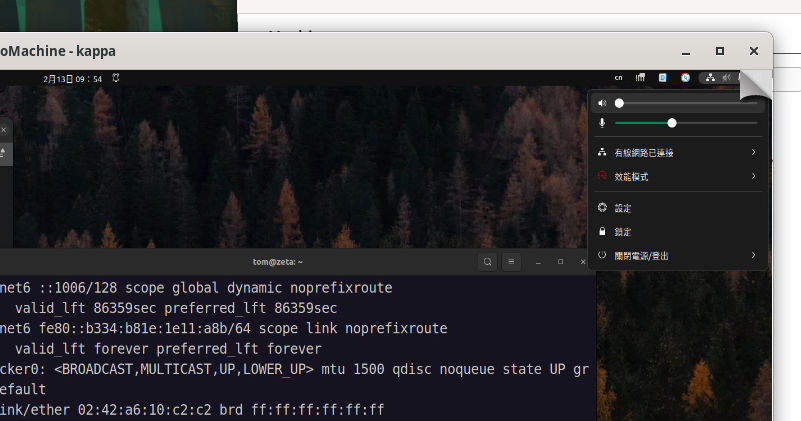 oMachine - kappa
2月13日 09：54
cn
有線網路已連接
效能模式
設定
鎖定
關閉電源/登出
tom@zeta: ~
net6 ::1006/128 scope global dynamic noprefixroute
valid_lft 86359sec preferred_lft 86359sec
net6 fe80::b334:b81e:1e11:a8b/64 scope link noprefixroute
valid_lft forever preferred_lft forever
cker0: <BROADCAST,MULTICAST,UP,LOWER_UP> mtu 1500 qdisc noqueue state UP gr
efault
ink/ether 02:42:a6:10:c2:c2 brd ff:ff:ff:ff:ff:ff